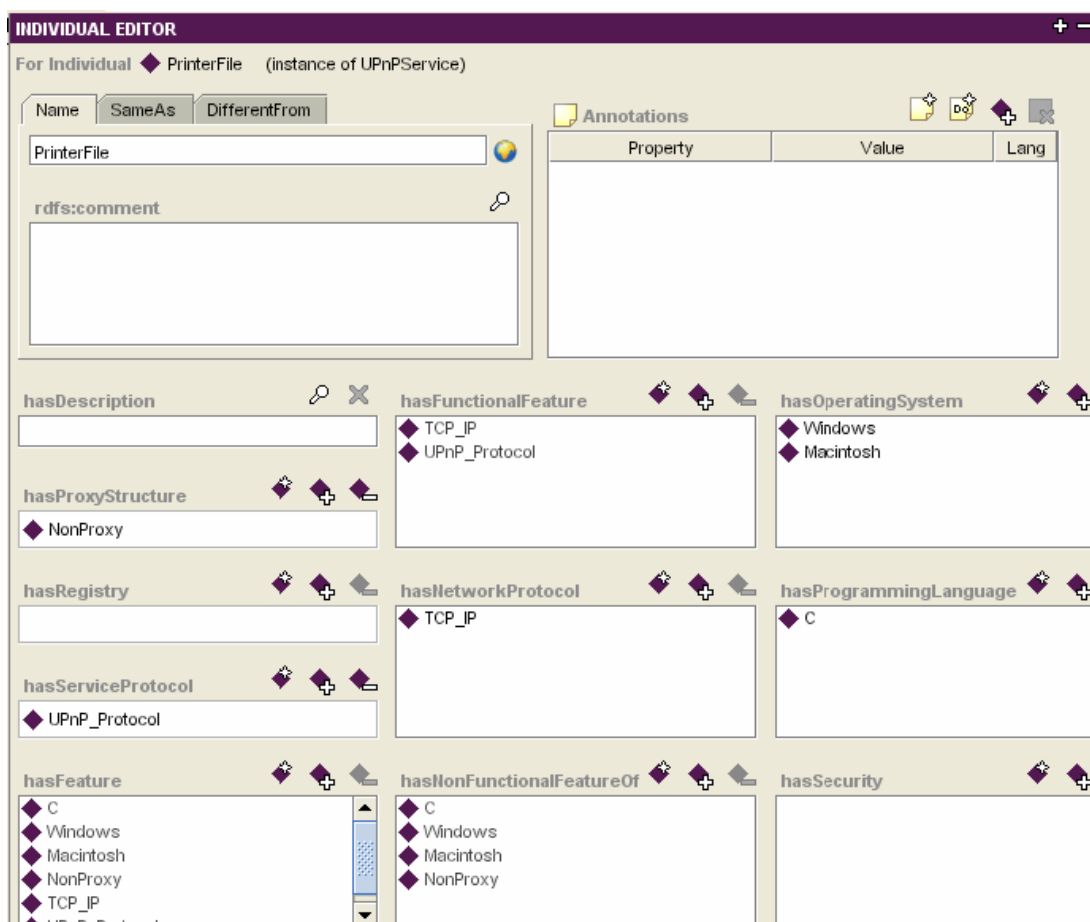 INDIVIDUAL EDITOR
For Individual PrinterFile (instance of UPnPService)
Name SameAs DifferentFrom
PrinterFile
rdfs:comment
Annotations
Property Value Lang
hasDescription
hasProxyStructure
NonProxy
hasRegistry
hasServiceProtocol
UPnP_Protocol
hasFeature
C
Windows
Macintosh
NonProxy
TCP_IP
hasFunctionalFeature
TCP_IP
UPnP_Protocol
hasNetworkProtocol
TCP_IP
hasNonFunctionalFeatureOf
C
Windows
Macintosh
NonProxy
hasOperatingSystem
Windows
Macintosh
hasProgrammingLanguage
C
hasSecurity